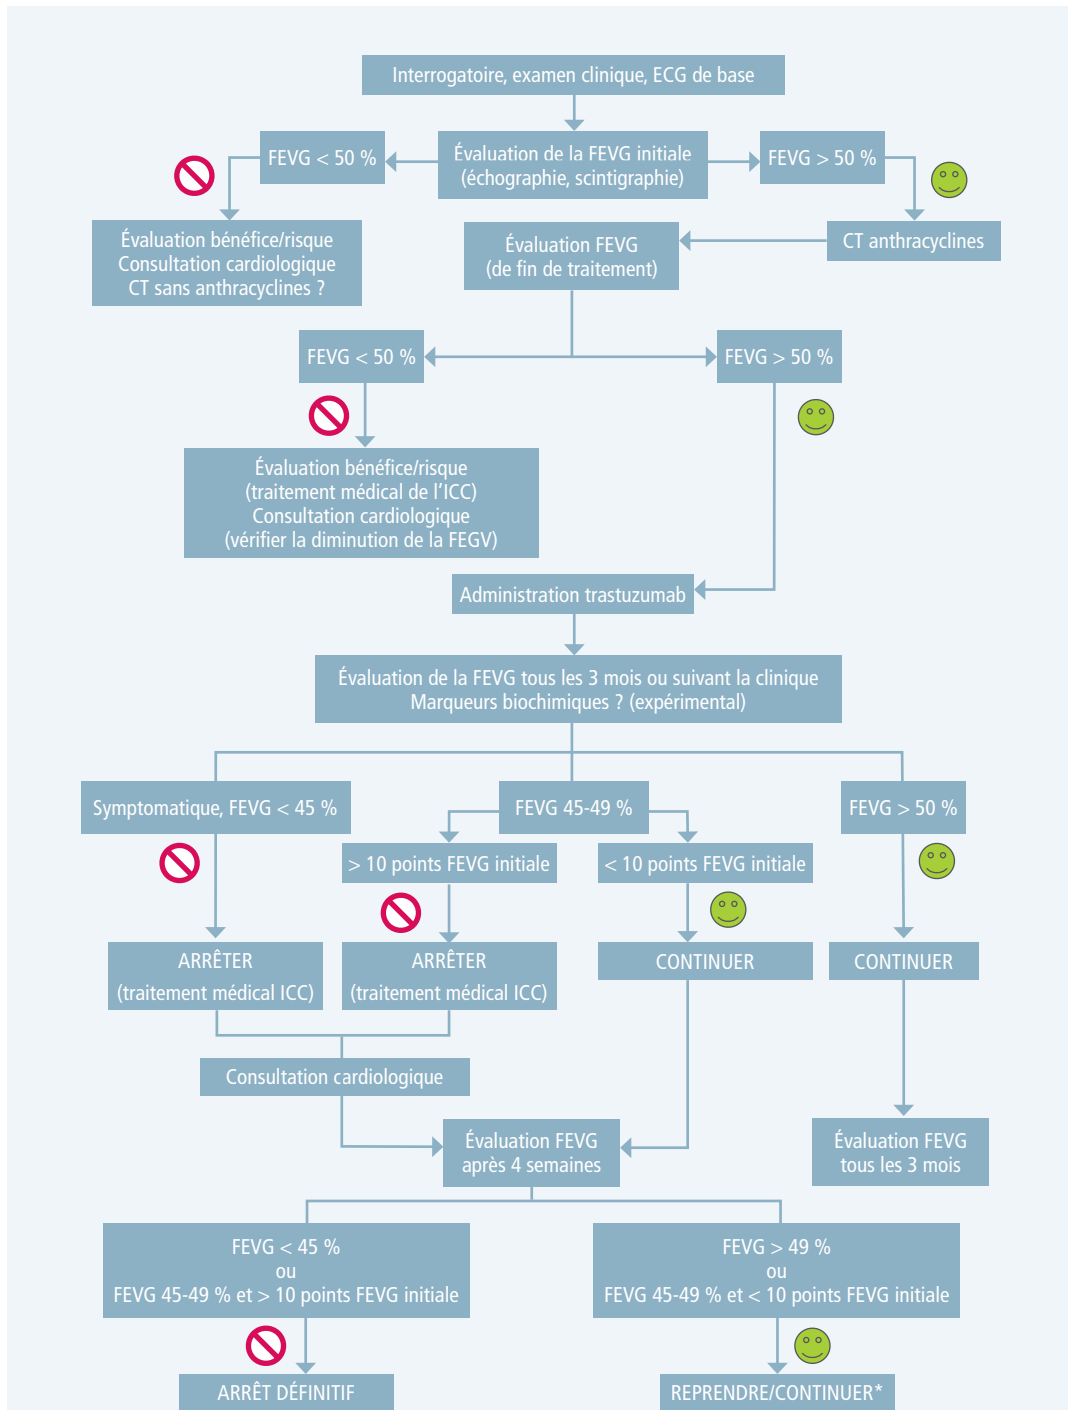 Interrogatoire, examen clinique, ECG de base
FEVG < 50 %
Évaluation de la FEVG initiale
(échographie, scintigraphie)
FEVG > 50 %
Évaluation bénéfice/risque
Consultation cardiologique
CT sans anthracyclines ?
Évaluation FEVG
(de fin de traitement)
CT anthracyclines
FEVG < 50 %
FEVG > 50 %
Évaluation bénéfice/risque
(traitement médical de l'ICC)
Consultation cardiologique
(vérifier la diminution de la FEGV)
Administration trastuzumab
Évaluation de la FEVG tous les 3 mois ou suivant la clinique
Marqueurs biochimiques ? (expérimental)
Symptomatique, FEVG < 45 %
FEVG 45-49 %
FEVG > 50 %
> 10 points FEVG initiale
< 10 points FEVG initiale
ARRÊTER
(traitement médical ICC)
ARRÊTER
(traitement médical ICC)
CONTINUER
CONTINUER
Consultation cardiologique
Évaluation FEVG
après 4 semaines
Évaluation FEVG
tous les 3 mois
FEVG < 45 %
ou
FEVG 45-49 % et > 10 points FEVG initiale
FEVG > 49 %
ou
FEVG 45-49 % et < 10 points FEVG initiale
ARRÊT DÉFINITIF
REPRENDRE/CONTINUER*